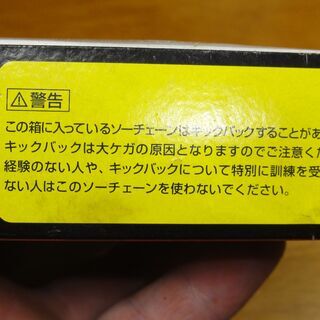 ⚠警告
この箱に入っているソーチェーンはキックバックすることがあ
キックバックは大ケガの原因となりますのでご注意くだ
経験のない人や、キックバックについて特別に訓練を受
ない人はこのソーチェーンを使わないでください。